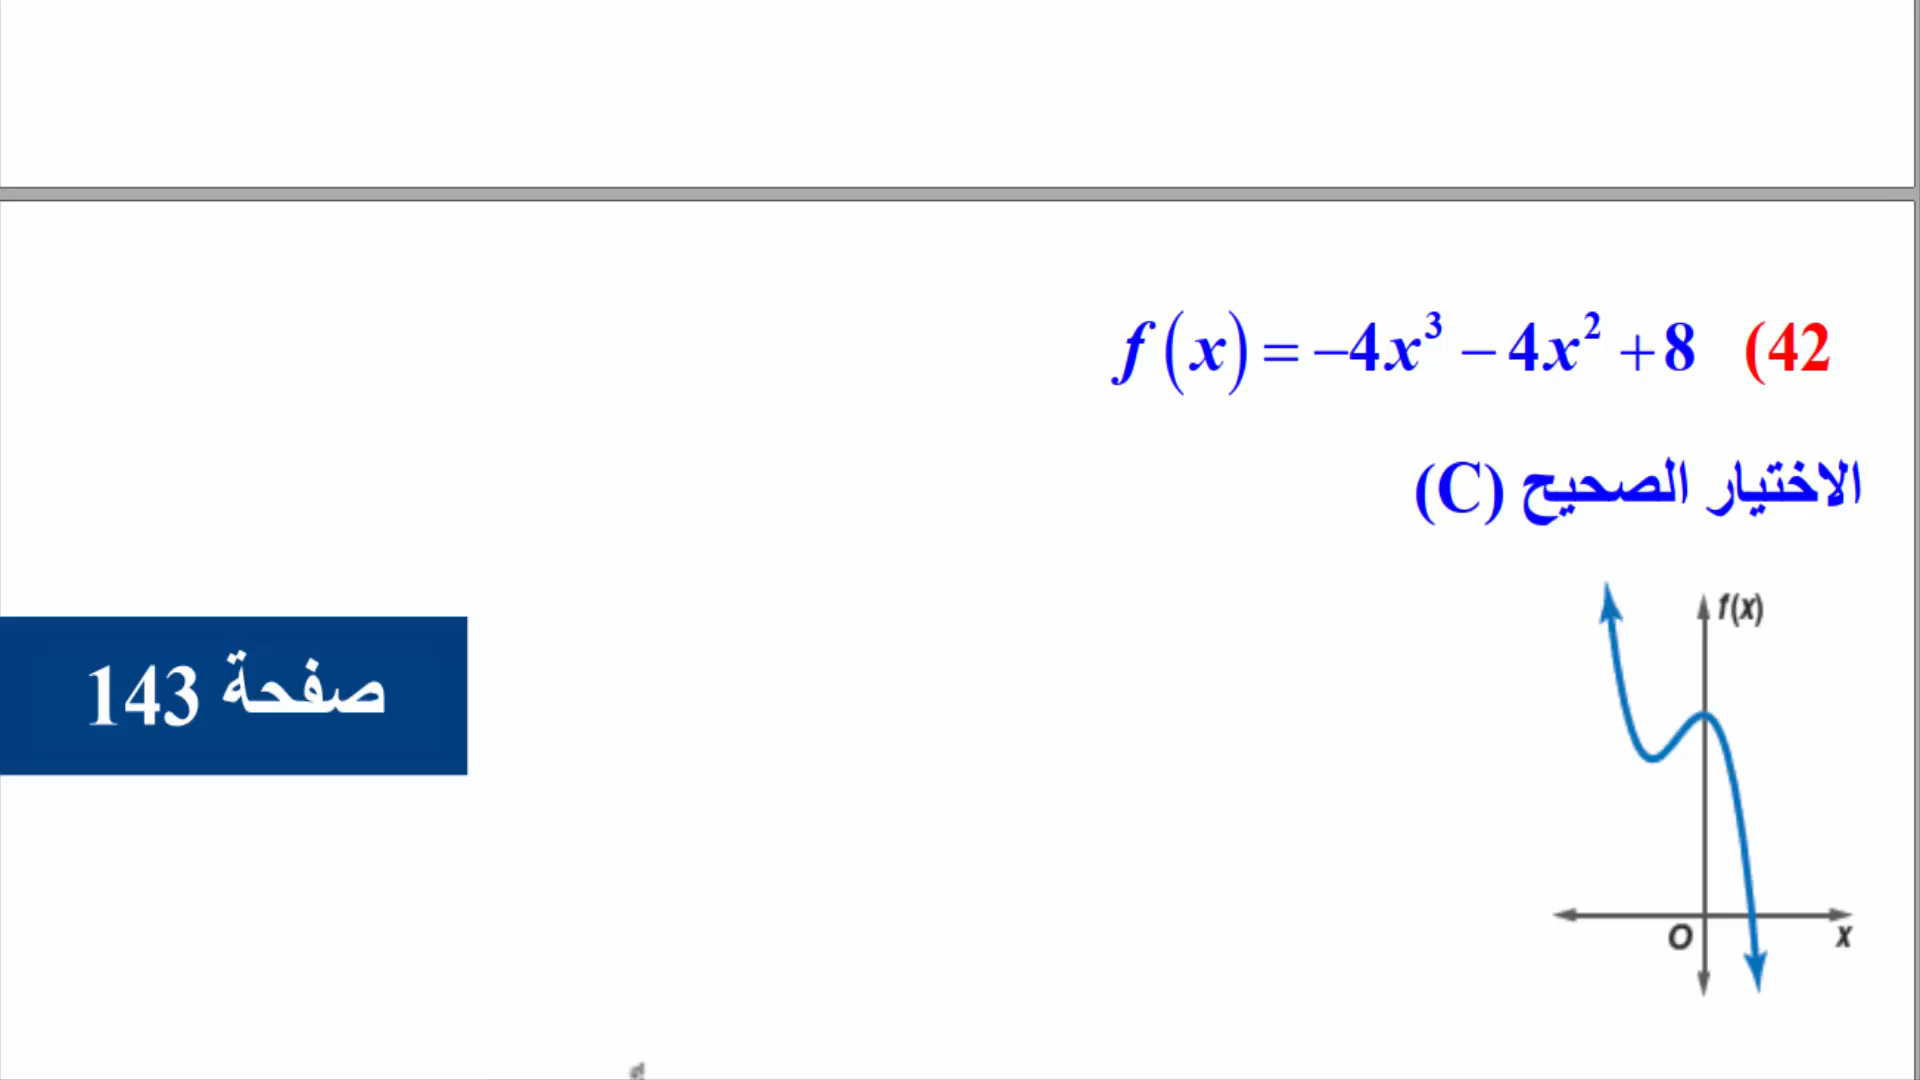 42) f(x) = −4x³ − 4x² + 8
الاختيار الصحيح (C)
صفحة 143
f(x)
O
x